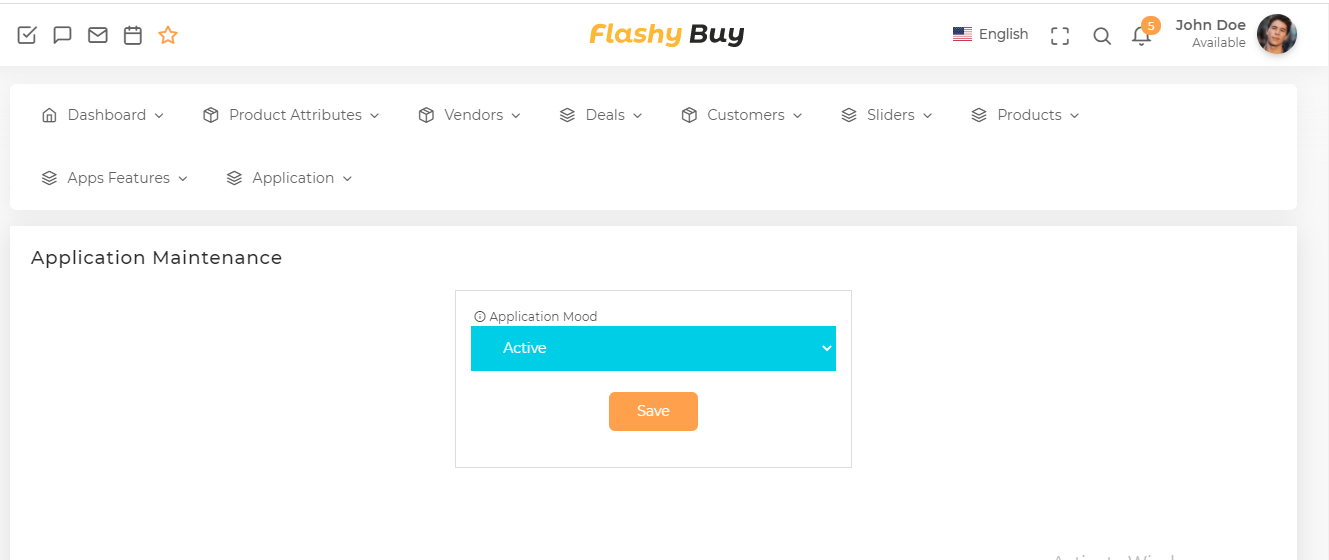 Flashy Buy
English
5
John Doe
Available
Dashboard Product Attributes Vendors Deals Customers Sliders Products
Apps Features Application
Application Maintenance
Application Mood
Active
Save